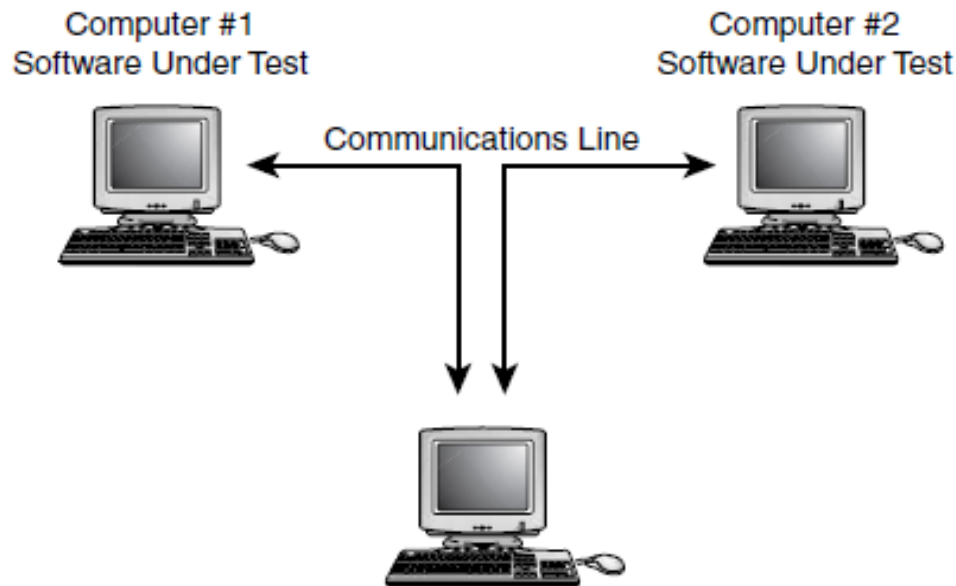 Computer #1
Software Under Test
Computer #2
Software Under Test
Communications Line